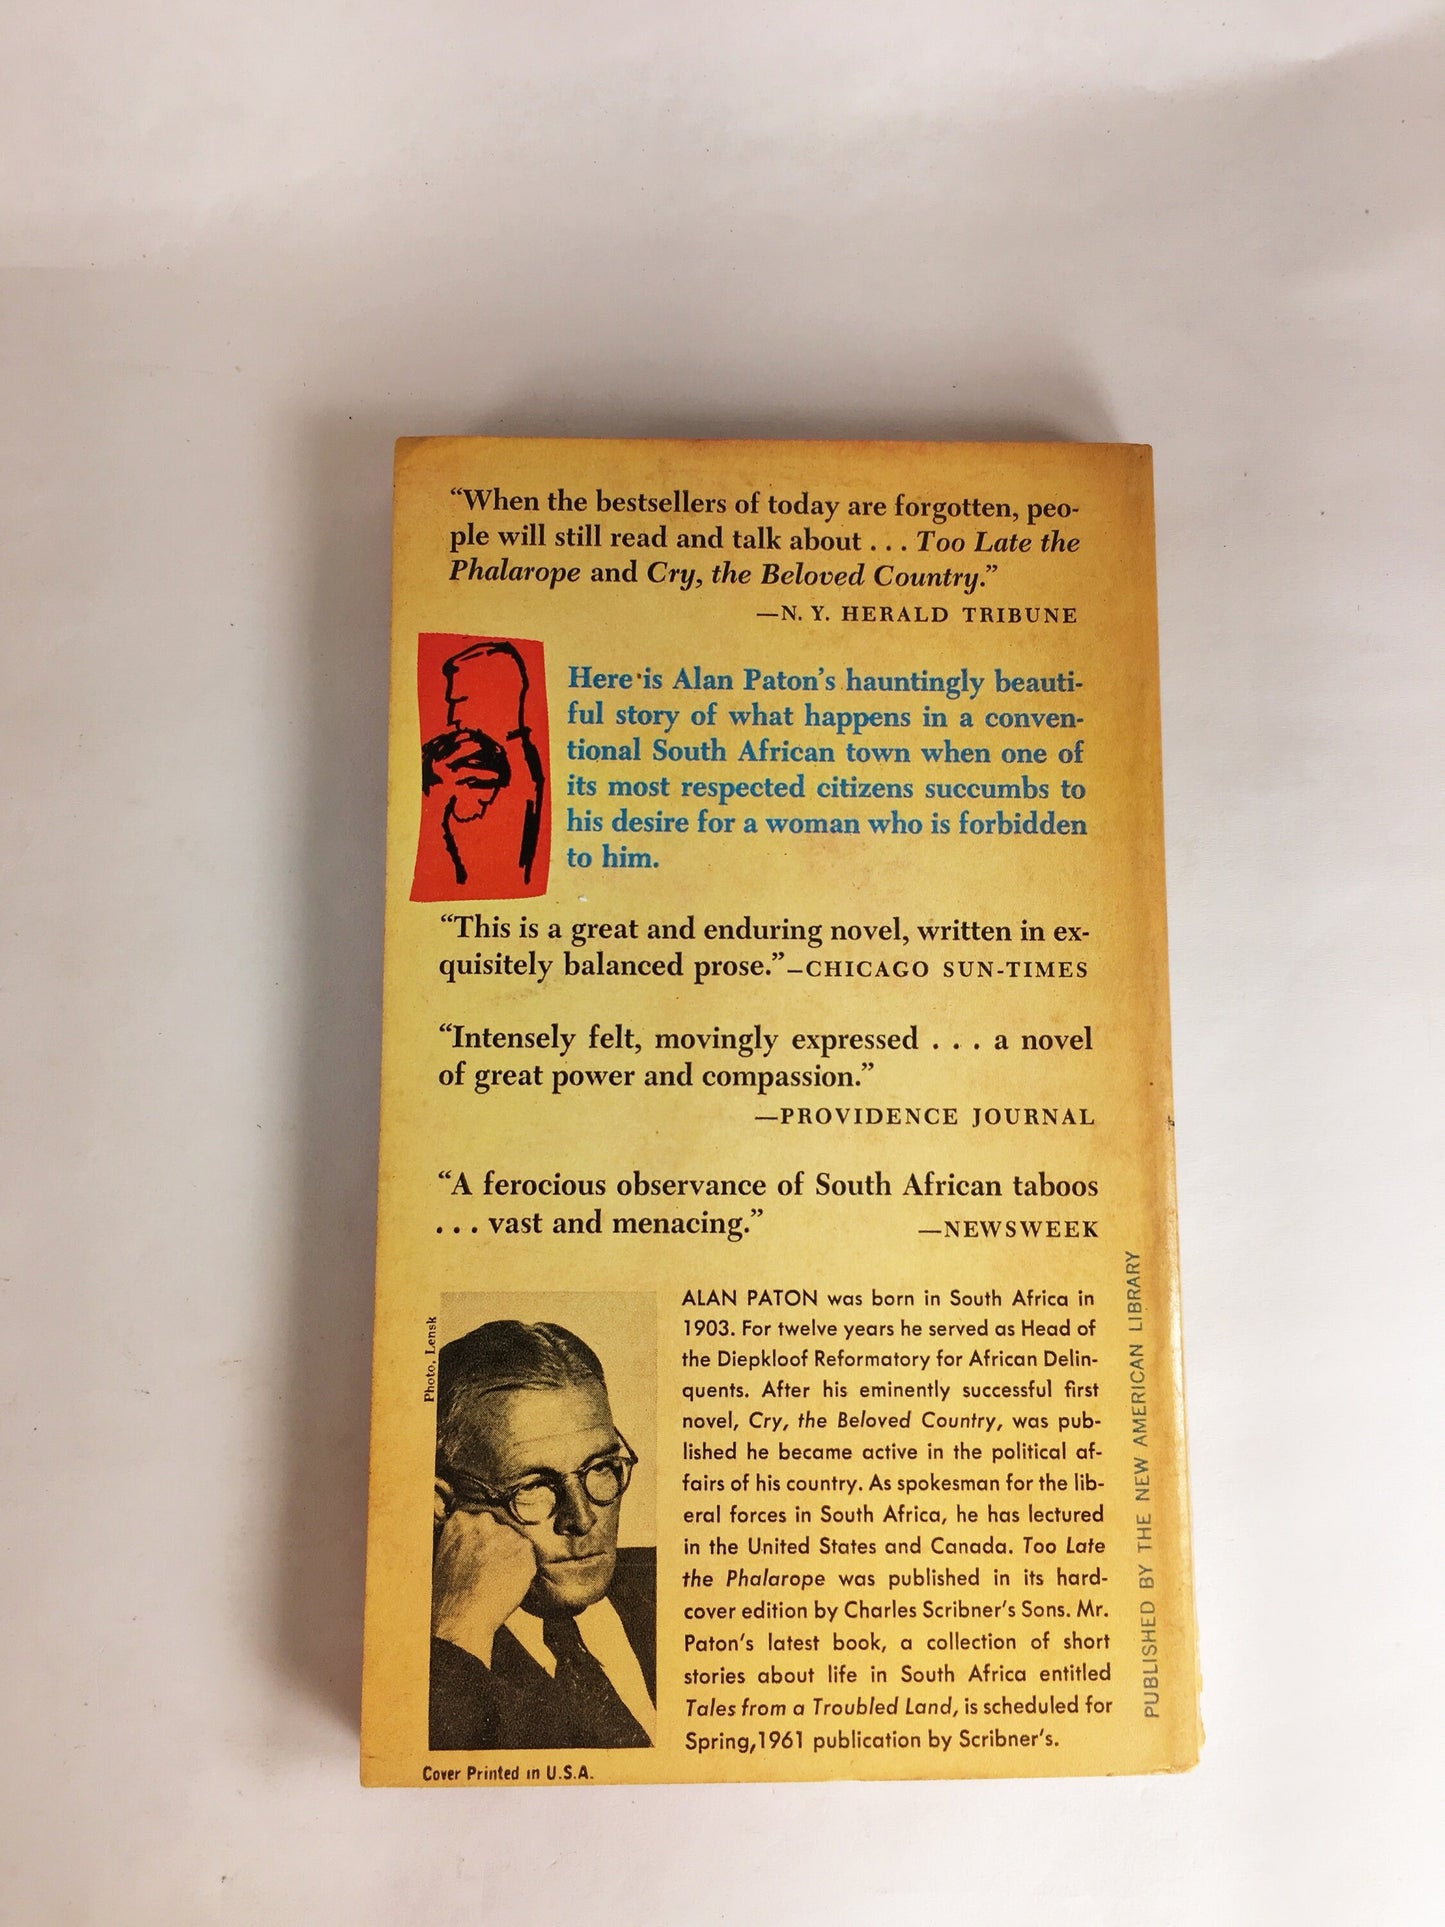 “When the bestsellers of today are forgotten, peo-
ple will still read and talk about . . . Too Late the
Phalarope and Cry, the Beloved Country.”
—N. Y. HERALD TRIBUNE
Here is Alan Paton’s hauntingly beauti-
ful story of what happens in a conven-
tional South African town when one of
its most respected citizens succumbs to
his desire for a woman who is forbidden
to him.
“This is a great and enduring novel, written in ex-
quisitely balanced prose.”—CHICAGO SUN-TIMES
“Intensely felt, movingly expressed . . . a novel
of great power and compassion.”
—PROVIDENCE JOURNAL
“A ferocious observance of South African taboos
. . . vast and menacing.” —NEWSWEEK
Photo, Lensk
ALAN PATON was born in South Africa in
1903. For twelve years he served as Head of
the Diepkloof Reformatory for African Delin-
quents. After his eminently successful first
novel, Cry, the Beloved Country, was pub-
lished he became active in the political af-
fairs of his country. As spokesman for the lib-
eral forces in South Africa, he has lectured
in the United States and Canada. Too Late
the Phalarope was published in its hard-
cover edition by Charles Scribner’s Sons. Mr.
Paton’s latest book, a collection of short
stories about life in South Africa entitled
Tales from a Troubled Land, is scheduled for
Spring, 1961 publication by Scribner’s.
PUBLISHED BY THE NEW AMERICAN LIBRARY
Cover Printed in U.S.A.